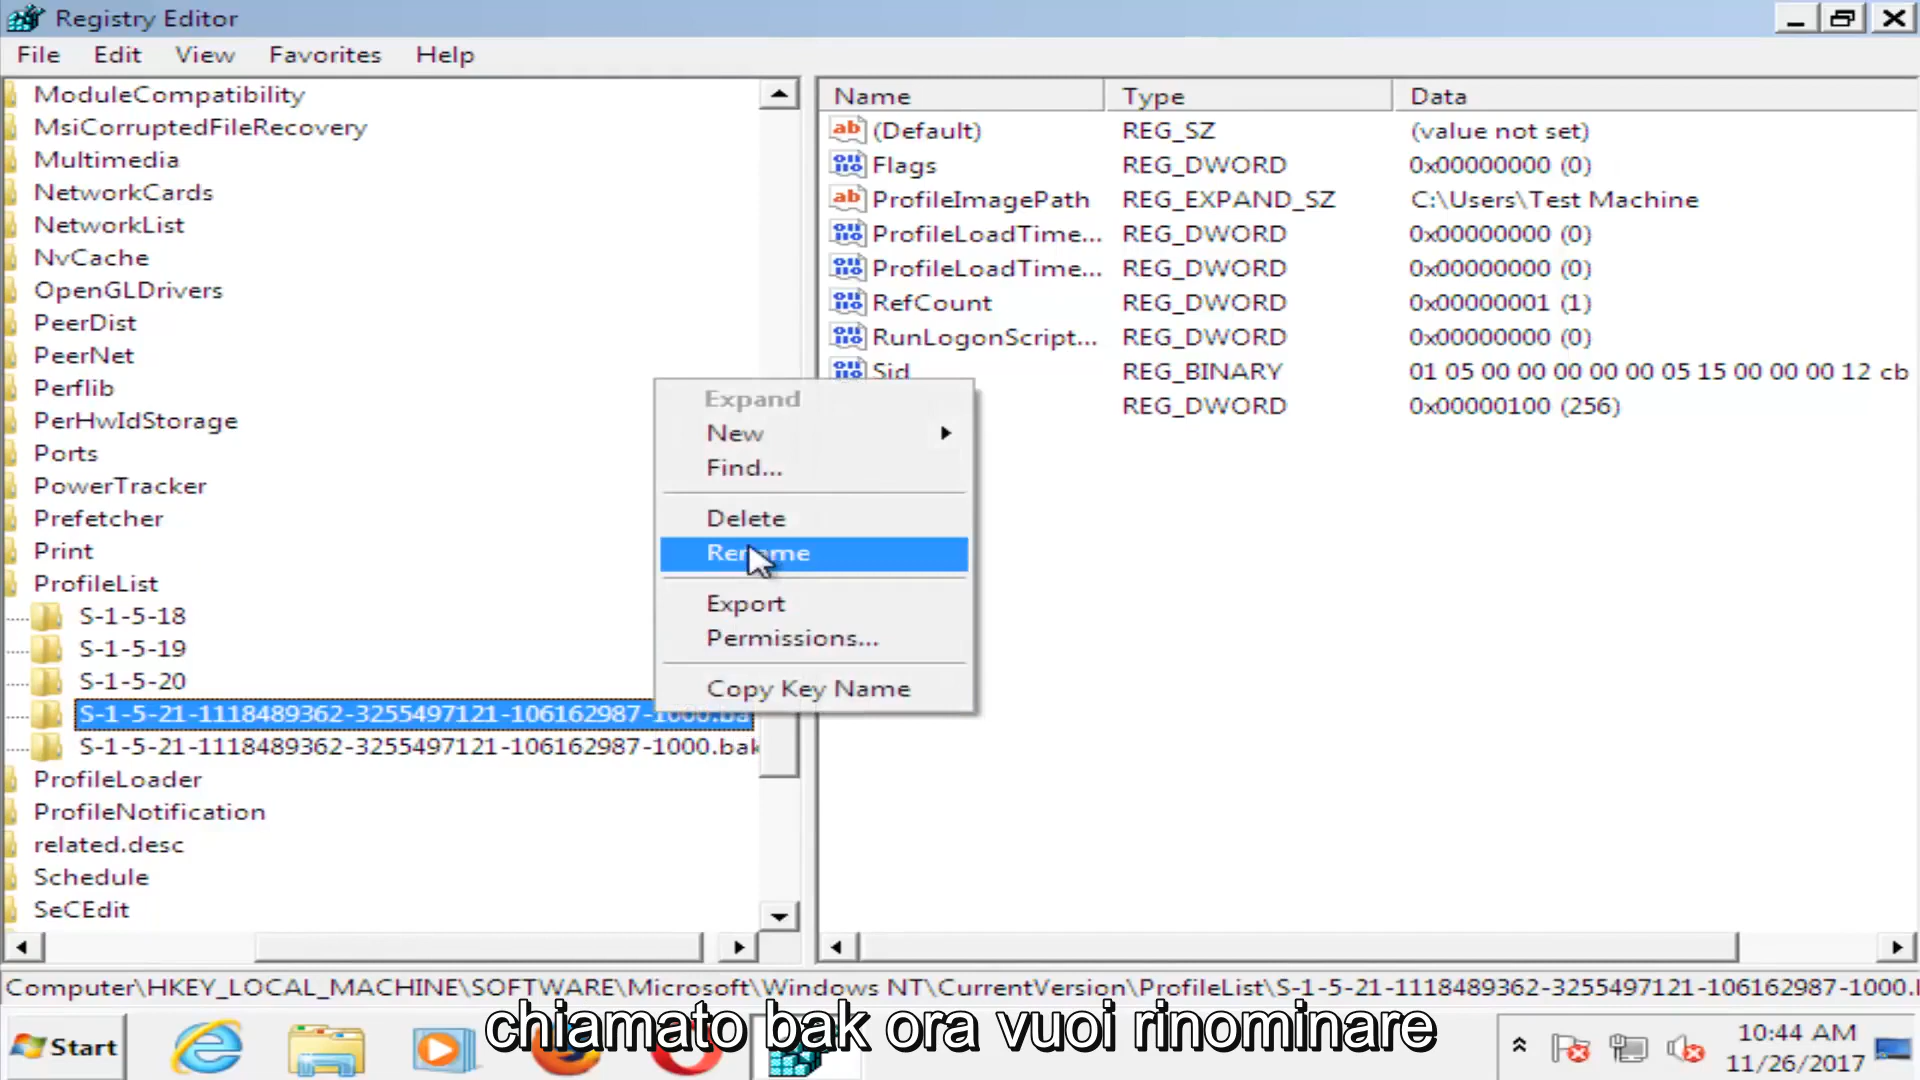 Registry Editor
File Edit View Favorites Help
ModuleCompatibility
MsiCorruptedFileRecovery
Multimedia
NetworkCards
NetworkList
NvCache
OpenGLDrivers
PeerDist
PeerNet
Perflib
PerHwIdStorage
Ports
PowerTracker
Prefetcher
Print
ProfileList
S-1-5-18
S-1-5-19
S-1-5-20
S-1-5-21-1118489362-3255497121-106162987-1000.ba
S-1-5-21-1118489362-3255497121-106162987-1000.bak
ProfileLoader
ProfileNotification
related.desc
Schedule
SeCEdit
Name Type Data
(Default) REG_SZ (value not set)
Flags REG_DWORD 0x00000000 (0)
ProfileImagePath REG_EXPAND_SZ C:\Users\Test Machine
ProfileLoadTime... REG_DWORD 0x00000000 (0)
ProfileLoadTime... REG_DWORD 0x00000000 (0)
RefCount REG_DWORD 0x00000001 (1)
RunLogonScript... REG_DWORD 0x00000000 (0)
Sid REG_BINARY 01 05 00 00 00 00 00 05 15 00 00 00 12 cb
REG_DWORD 0x00000100 (256)
Expand
New
Find...
Delete
Rename
Export
Permissions...
Copy Key Name
Computer\HKEY_LOCAL_MACHINE\SOFTWARE\Microsoft\Windows NT\CurrentVersion\ProfileList\S-1-5-21-1118489362-3255497121-106162987-1000.
chiamato bak ora vuoi rinominare
Start
10:44 AM
11/26/2017